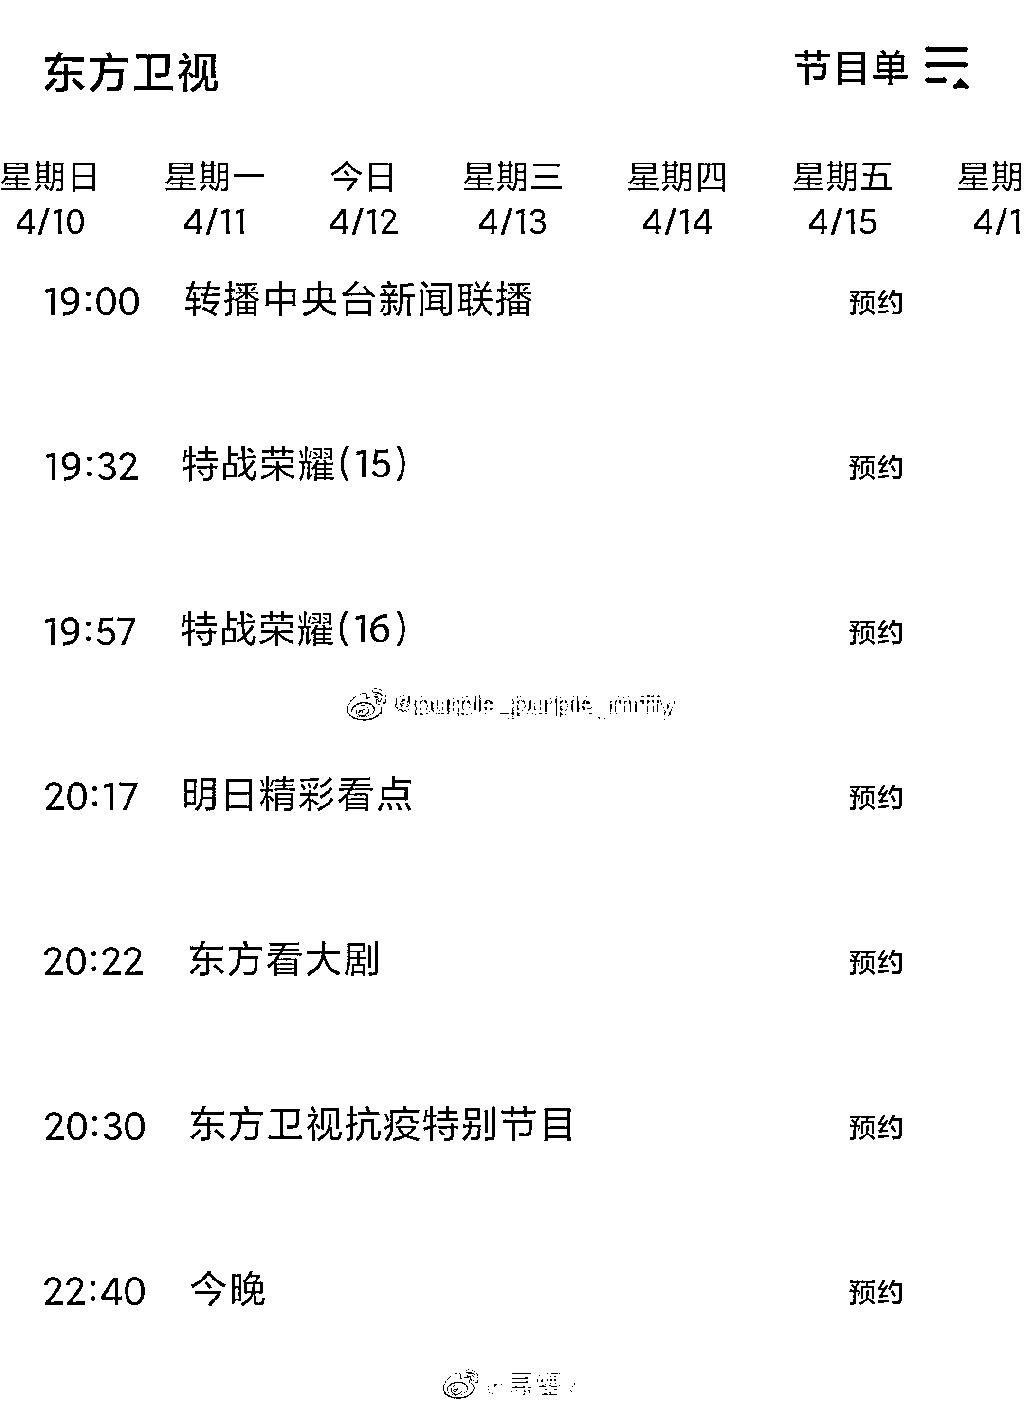 东方卫视 节目单
星期日 星期一 今日 星期三 星期四 星期五 星期
4/10 4/11 4/12 4/13 4/14 4/15 4/1
19:00 转播中央台新闻联播 预约
19:32 特战荣耀(15) 预约
19:57 特战荣耀(16) 预约
20:17 明日精彩看点 预约
20:22 东方看大剧 预约
20:30 东方卫视抗疫特别节目 预约
22:40 今晚 预约